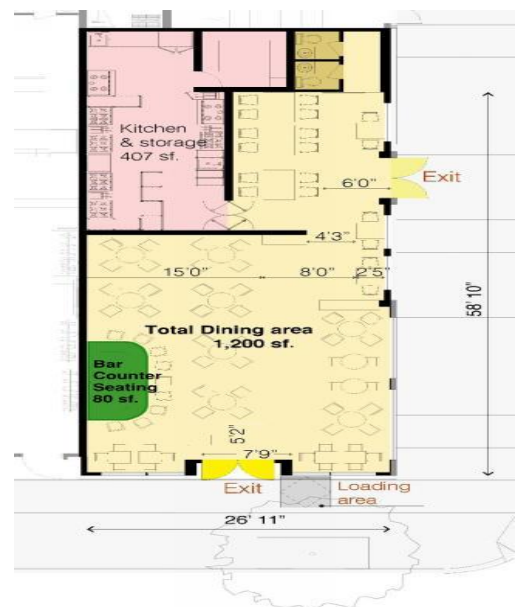 Kitchen
& storage
407 sf.
6'0"
Exit
4'3"
15'0"
8'0"
2'5"
58' 10"
Total Dining area
1,200 sf.
Bar
Counter
Seating
80 sf.
5'2"
7'9"
Exit
Loading
area
26' 11"